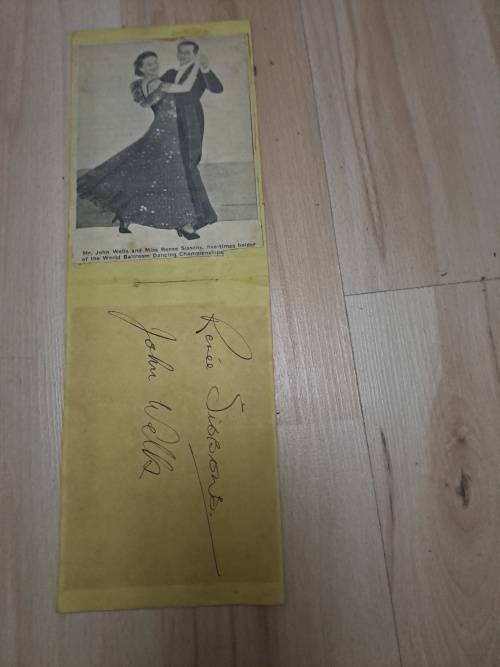 Mr. John Wells and Miss Renee Sissons, five-times holder
of the World Ballroom Dancing Championships
Renée Sissons.
John Wells